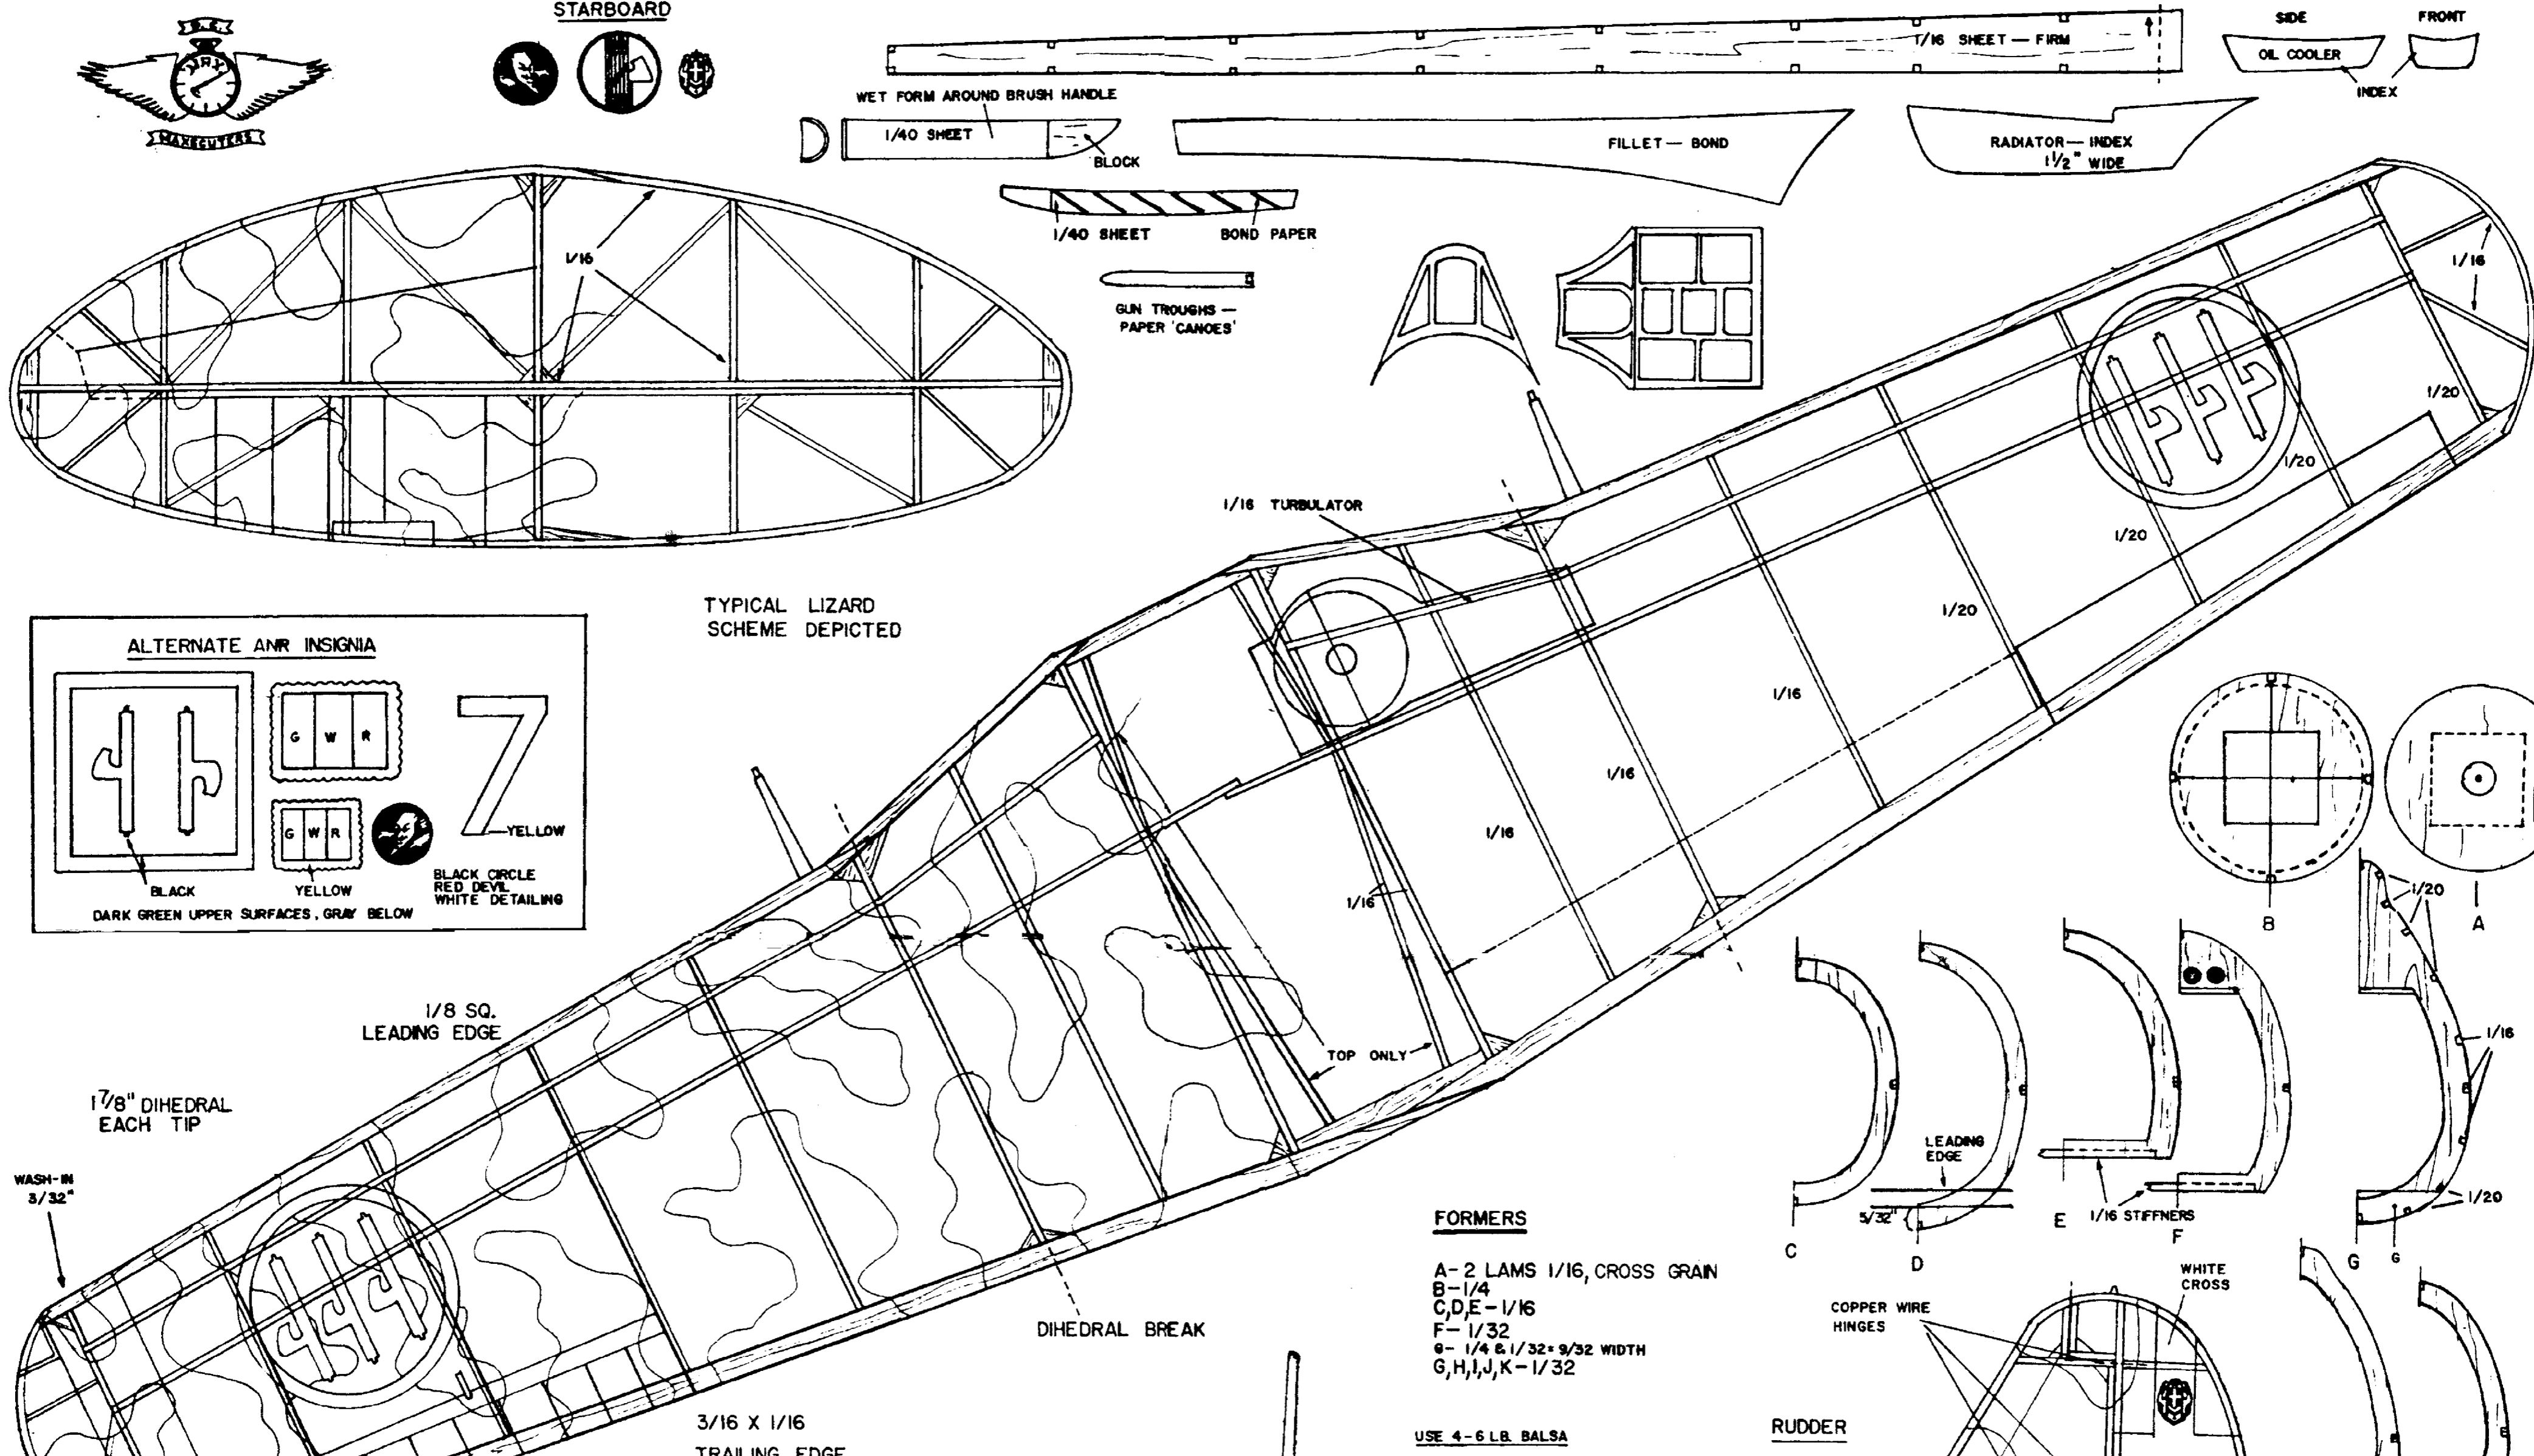 D.C.
MAXECUTERS
STARBOARD
1/16 SHEET — FIRM
SIDE
FRONT
OIL COOLER
INDEX
WET FORM AROUND BRUSH HANDLE
1/40 SHEET
BLOCK
FILLET — BOND
RADIATOR — INDEX
1 1/2" WIDE
1/40 SHEET
BOND PAPER
GUN TROUGHS —
PAPER 'CANOES'
1/16
1/16
1/20
1/20
1/20
1/20
1/16 TURBULATOR
TYPICAL LIZARD
SCHEME DEPICTED
ALTERNATE ANR INSIGNIA
G W R
G W R
7
YELLOW
BLACK
YELLOW
BLACK CIRCLE
RED DEVIL
WHITE DETAILING
DARK GREEN UPPER SURFACES, GRAY BELOW
1/16
1/16
1/16
1/16
TOP ONLY
1/8 SQ.
LEADING EDGE
1 7/8" DIHEDRAL
EACH TIP
WASH-IN
3/32"
DIHEDRAL BREAK
3/16 X 1/16
TRAILING EDGE
B
A
1/20
1/16
LEADING
EDGE
5/32"
1/16 STIFFNERS
1/20
C
D
E
F
G
G
FORMERS
A- 2 LAMS 1/16, CROSS GRAIN
B-1/4
C,D,E-1/16
F- 1/32
G- 1/4 & 1/32= 9/32 WIDTH
G,H,I,J,K-1/32
USE 4-6 LB. BALSA
WHITE
CROSS
COPPER WIRE
HINGES
RUDDER